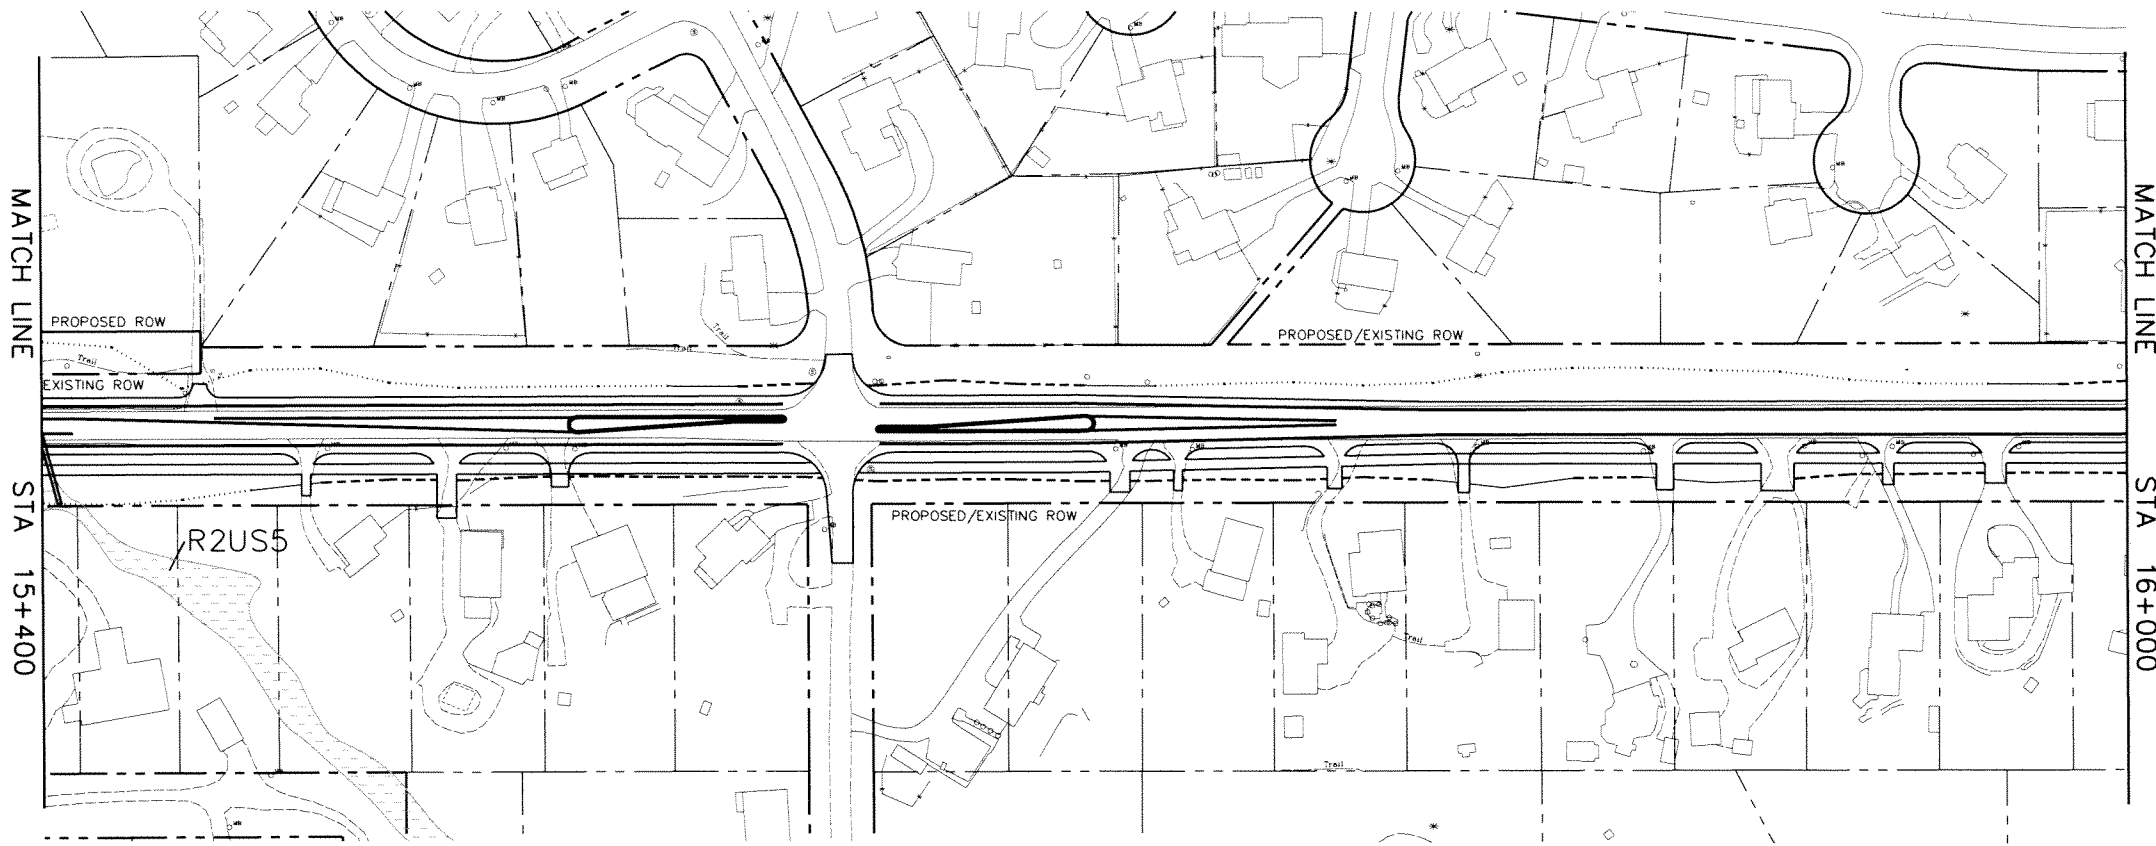 MATCH LINE
STA 15+400
PROPOSED ROW
Trail
EXISTING ROW
Trail
Trail
PROPOSED/EXISTING ROW
PROPOSED/EXISTING ROW
R2US5
Trail
Trail
MATCH LINE
STA 16+000